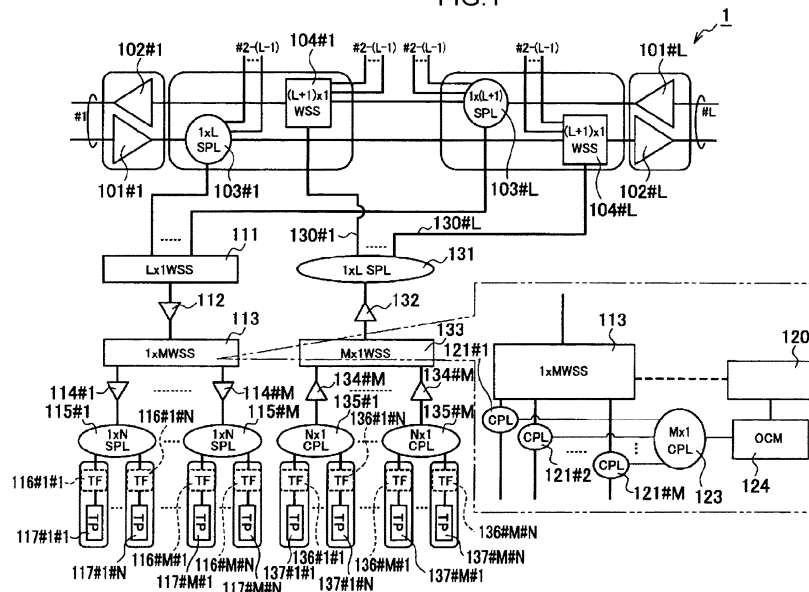 FIG.1
1
102#1
#2-(L-1)
104#1
#2-(L-1)
#2-(L-1)
#2-(L-1)
101#L
#1
(L+1)x1
WSS
1x(L+1)
SPL
#L
1xL
SPL
(L+1)x1
WSS
101#1
103#1
103#L
102#L
104#L
130#1
130#L
111
131
Lx1WSS
1xL SPL
112
132
113
133
1xMWSS
Mx1WSS
121#1
113
120
1xMWSS
114#1
114#M
134#M
134#M
115#1
116#1#N
115#M
135#1
136#1#N
135#M
1xN
SPL
1xN
SPL
Nx1
CPL
Nx1
CPL
CPL
CPL
CPL
Mx1
CPL
OCM
121#2
121#M
123
124
116#1#1
TF
TF
TF
TF
TF
TF
TF
TF
TP
TP
TP
TP
TP
TP
TP
TP
117#1#1
117#1#N
116#M#1
117#M#1
116#M#N
117#M#N
136#1#1
137#1#1
137#1#N
136#M#1
137#M#1
136#M#N
137#M#N